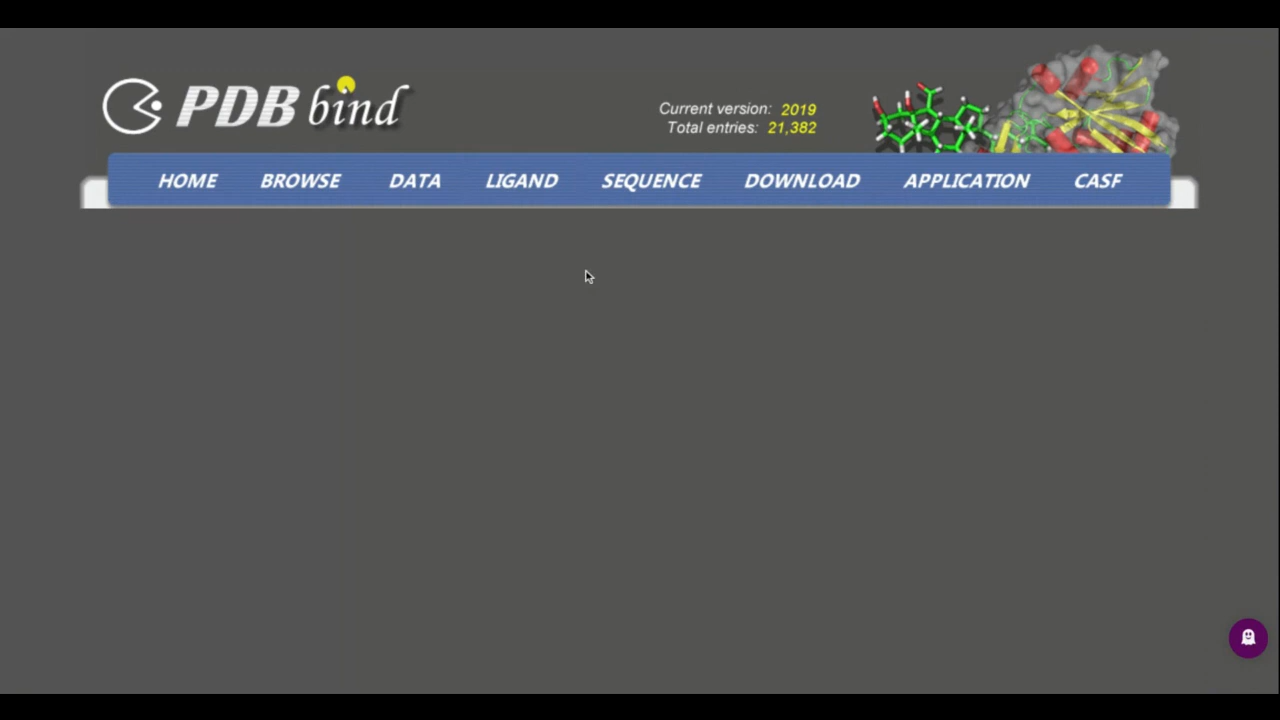 PDB bind
Current version: 2019
Total entries: 21,382
HOME BROWSE DATA LIGAND SEQUENCE DOWNLOAD APPLICATION CASF